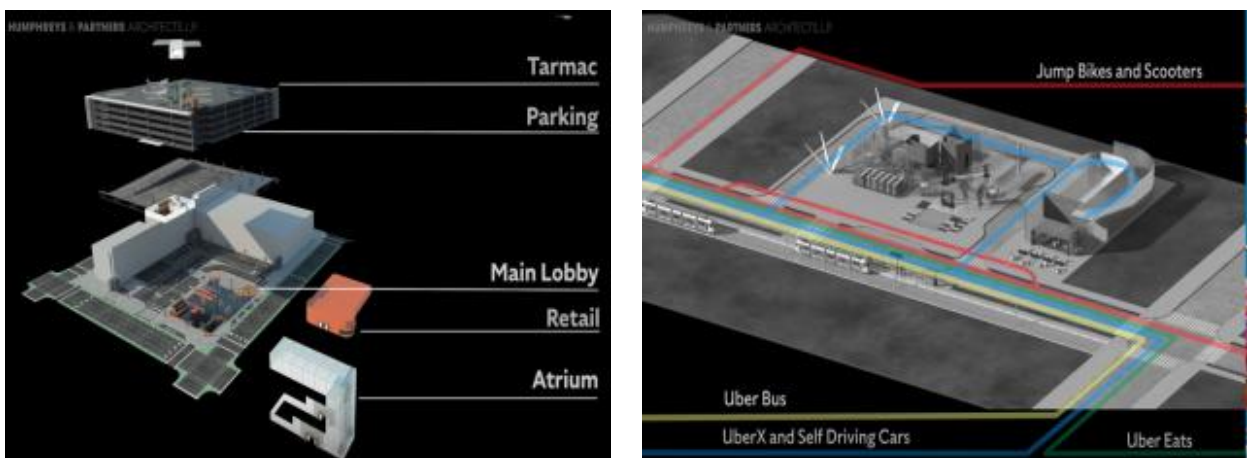 HUMPHREYS & PARTNERS ARCHITECTS LP
Tarmac
Parking
Main Lobby
Retail
Atrium
HUMPHREYS & PARTNERS ARCHITECTS LP
Jump Bikes and Scooters
Uber Bus
UberX and Self Driving Cars
Uber Eats